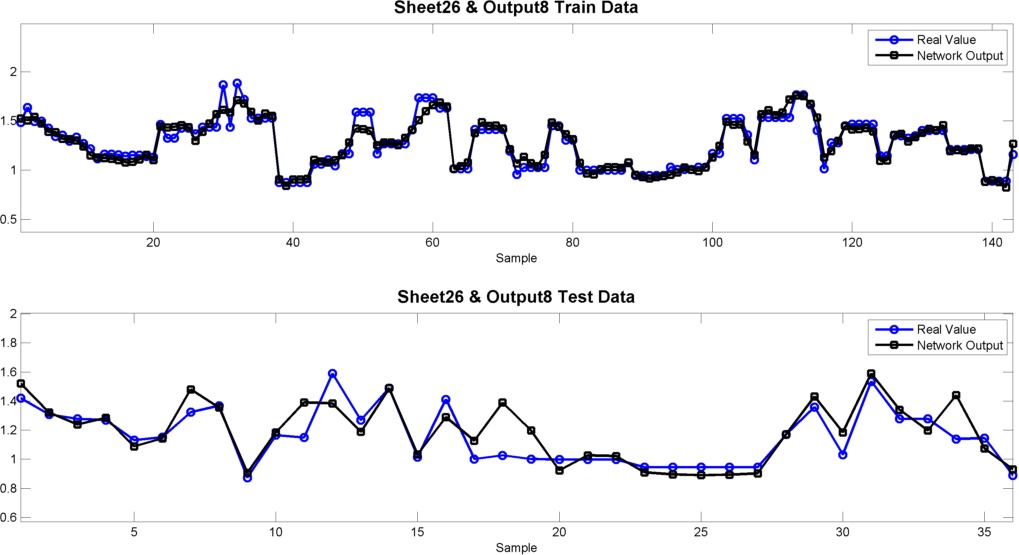 Sheet26 & Output8 Train Data
Real Value
Network Output
2
1.5
1
0.5
20 40 60 80 100 120 140
Sample
Sheet26 & Output8 Test Data
Real Value
Network Output
2
1.8
1.6
1.4
1.2
1
0.8
0.6
5 10 15 20 25 30 35
Sample